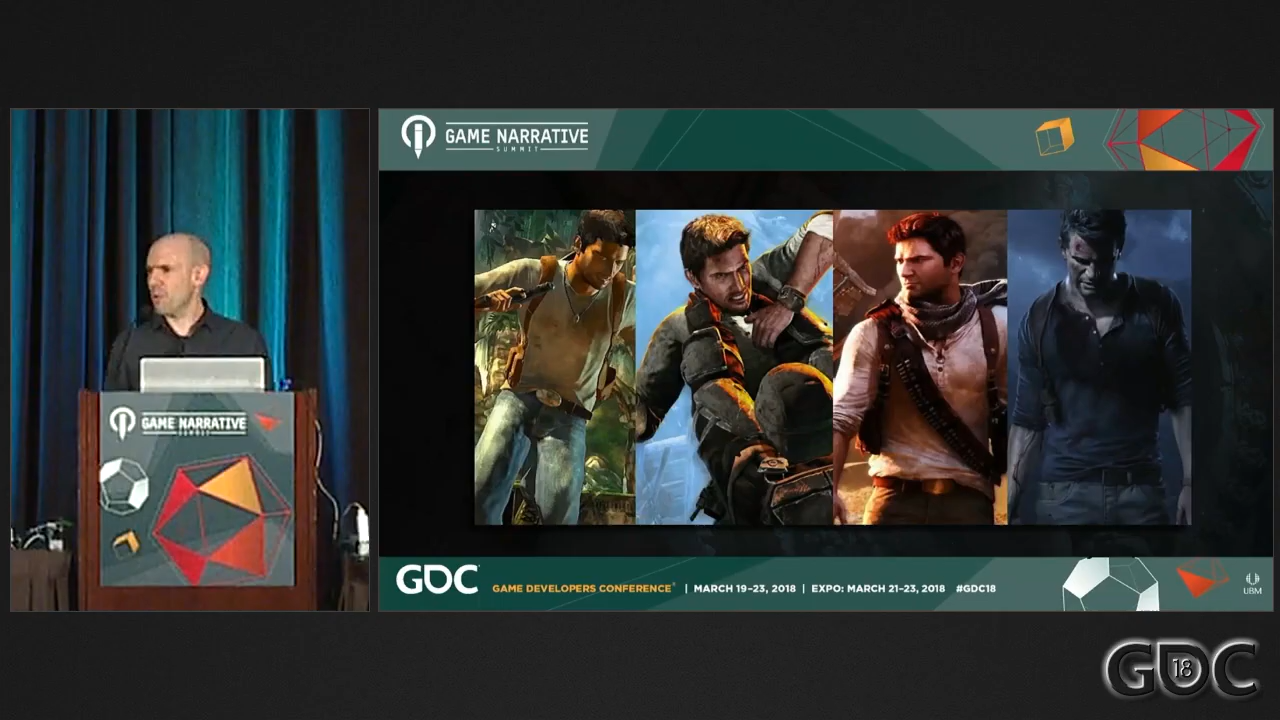 GAME NARRATIVE
SUMMIT
GAME NARRATIVE
SUMMIT
GDC GAME DEVELOPERS CONFERENCE® | MARCH 19-23, 2018 | EXPO: MARCH 21-23, 2018 #GDC18
UBM
GDC
18